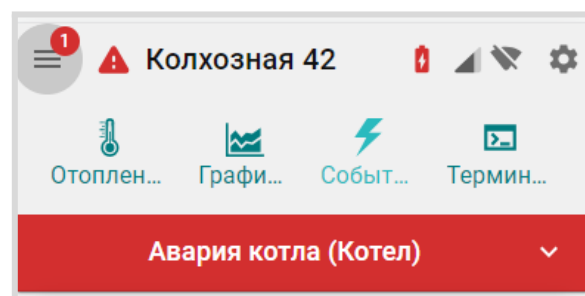 1
Колхозная 42
Отоплен... Графи... Событ... Термин...
Авария котла (Котел)